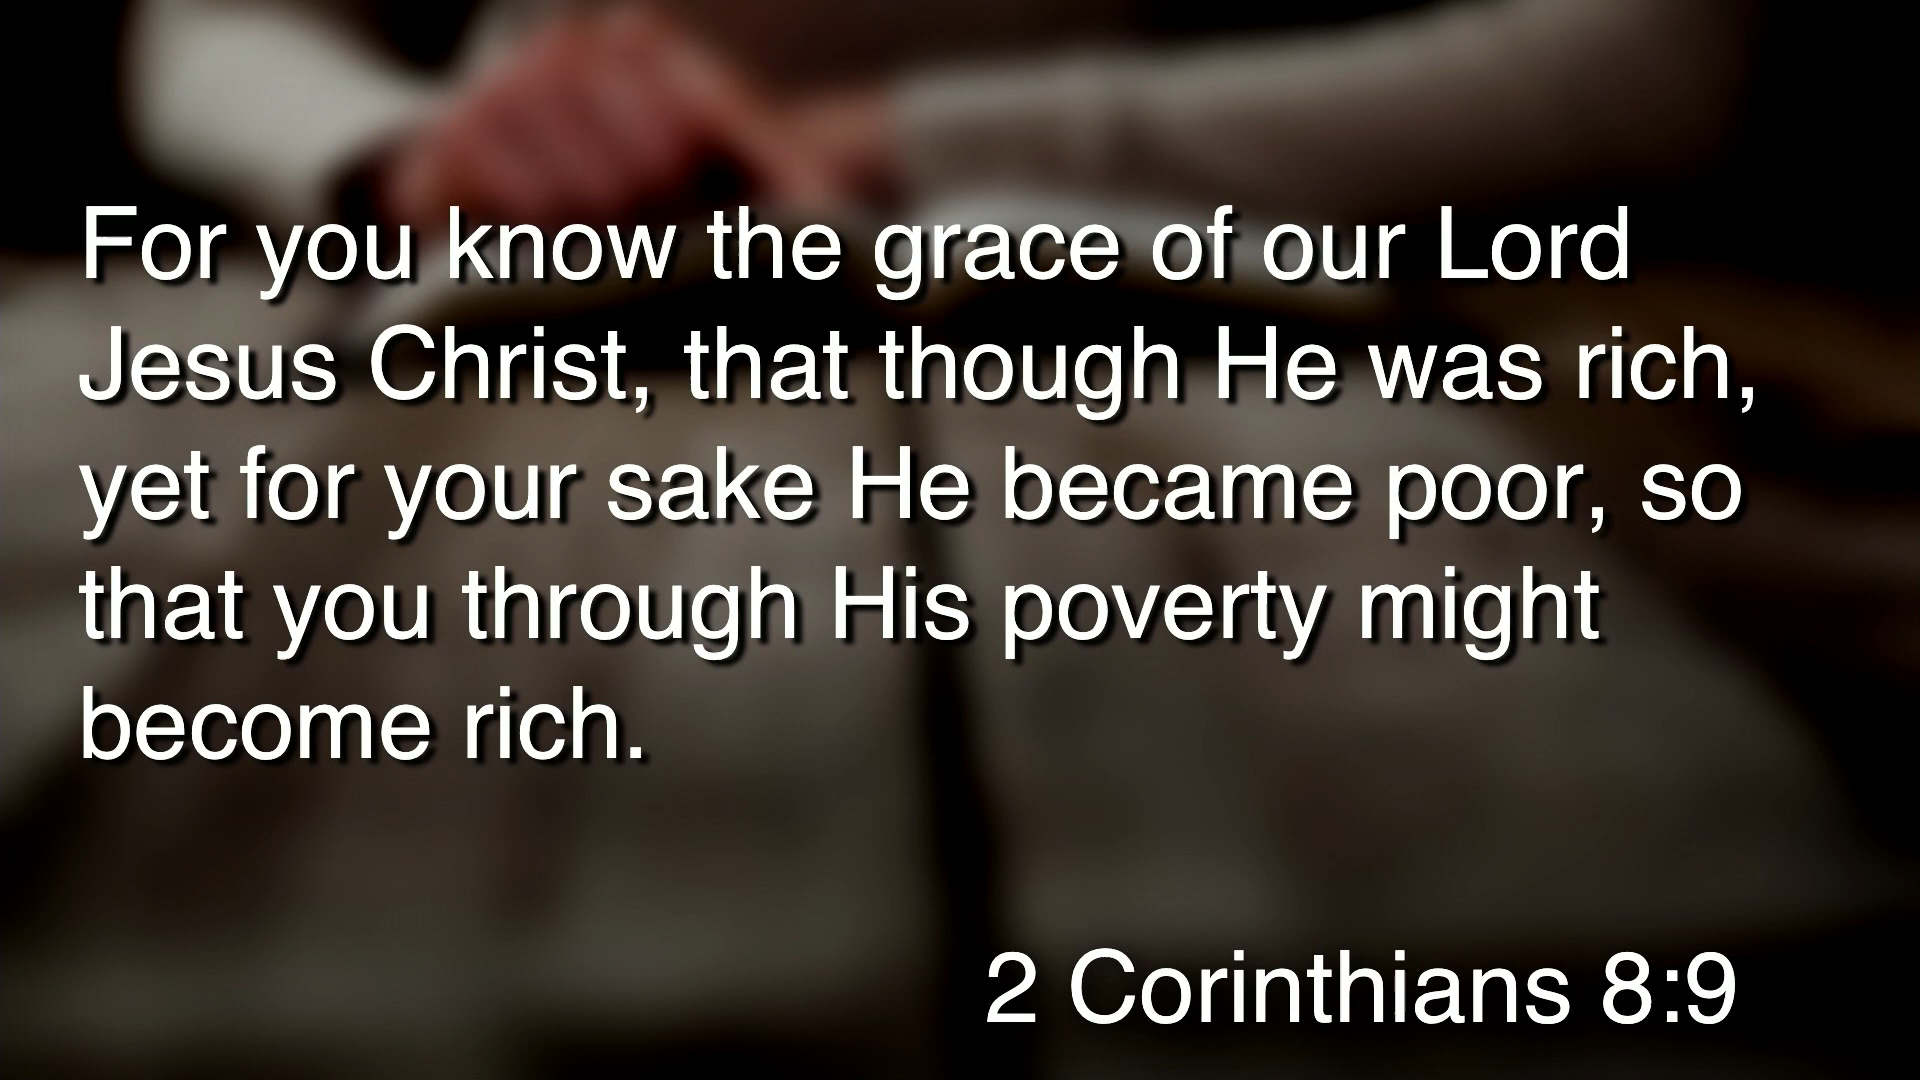 For you know the grace of our Lord
Jesus Christ, that though He was rich,
yet for your sake He became poor, so
that you through His poverty might
become rich.
2 Corinthians 8:9